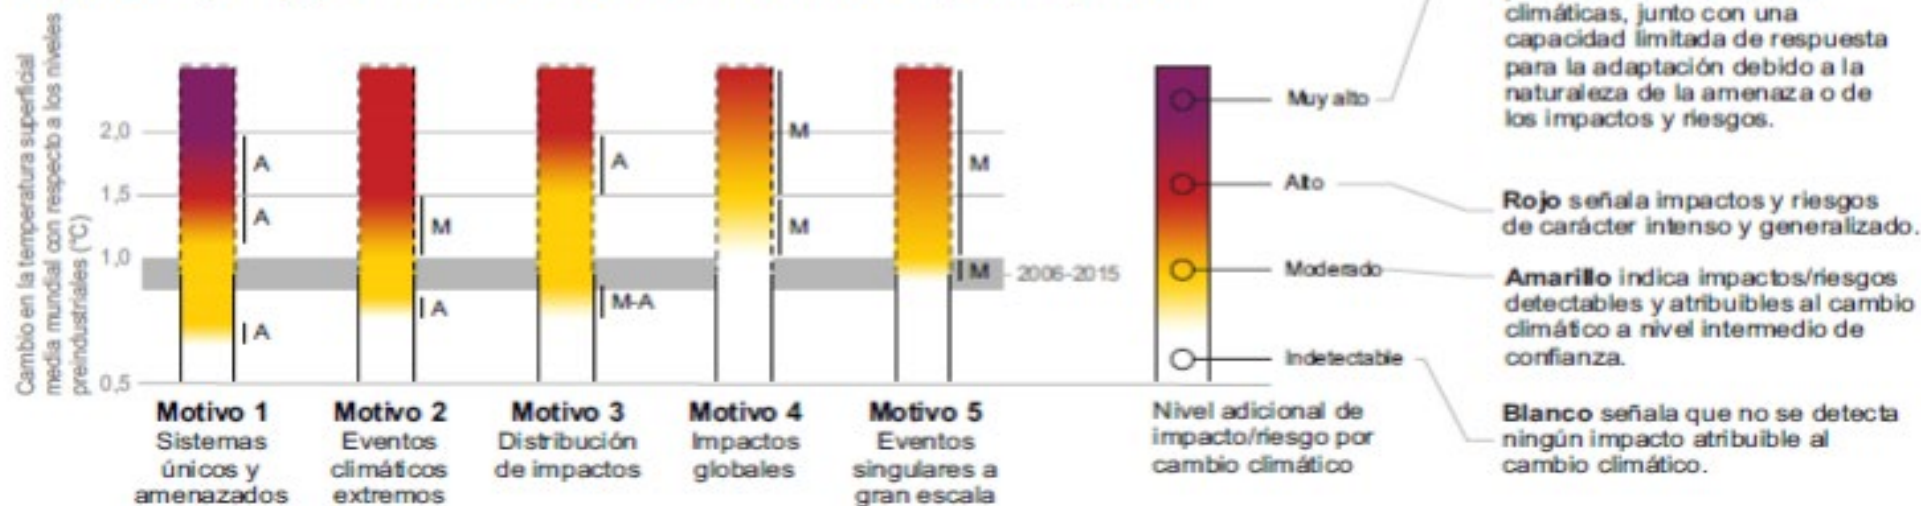 Cambio en la temperatura superficial
media mundial con respecto a los niveles
preindustriales (°C)
2,0
1,5
1,0
0,5
A
A
A
M
A
A
M-A
M
M
M
M
2006-2015
Motivo 1
Sistemas
únicos y
amenazados
Motivo 2
Eventos
climáticos
extremos
Motivo 3
Distribución
de impactos
Motivo 4
Impactos
globales
Motivo 5
Eventos
singulares a
gran escala
Muy alto
Alto
Moderado
Indetectable
Nivel adicional de
impacto/riesgo por
cambio climático
climáticas, junto con una
capacidad limitada de respuesta
para la adaptación debido a la
naturaleza de la amenaza o de
los impactos y riesgos.
Rojo señala impactos y riesgos
de carácter intenso y generalizado.
Amarillo indica impactos/riesgos
detectables y atribuibles al cambio
climático a nivel intermedio de
confianza.
Blanco señala que no se detecta
ningún impacto atribuible al
cambio climático.